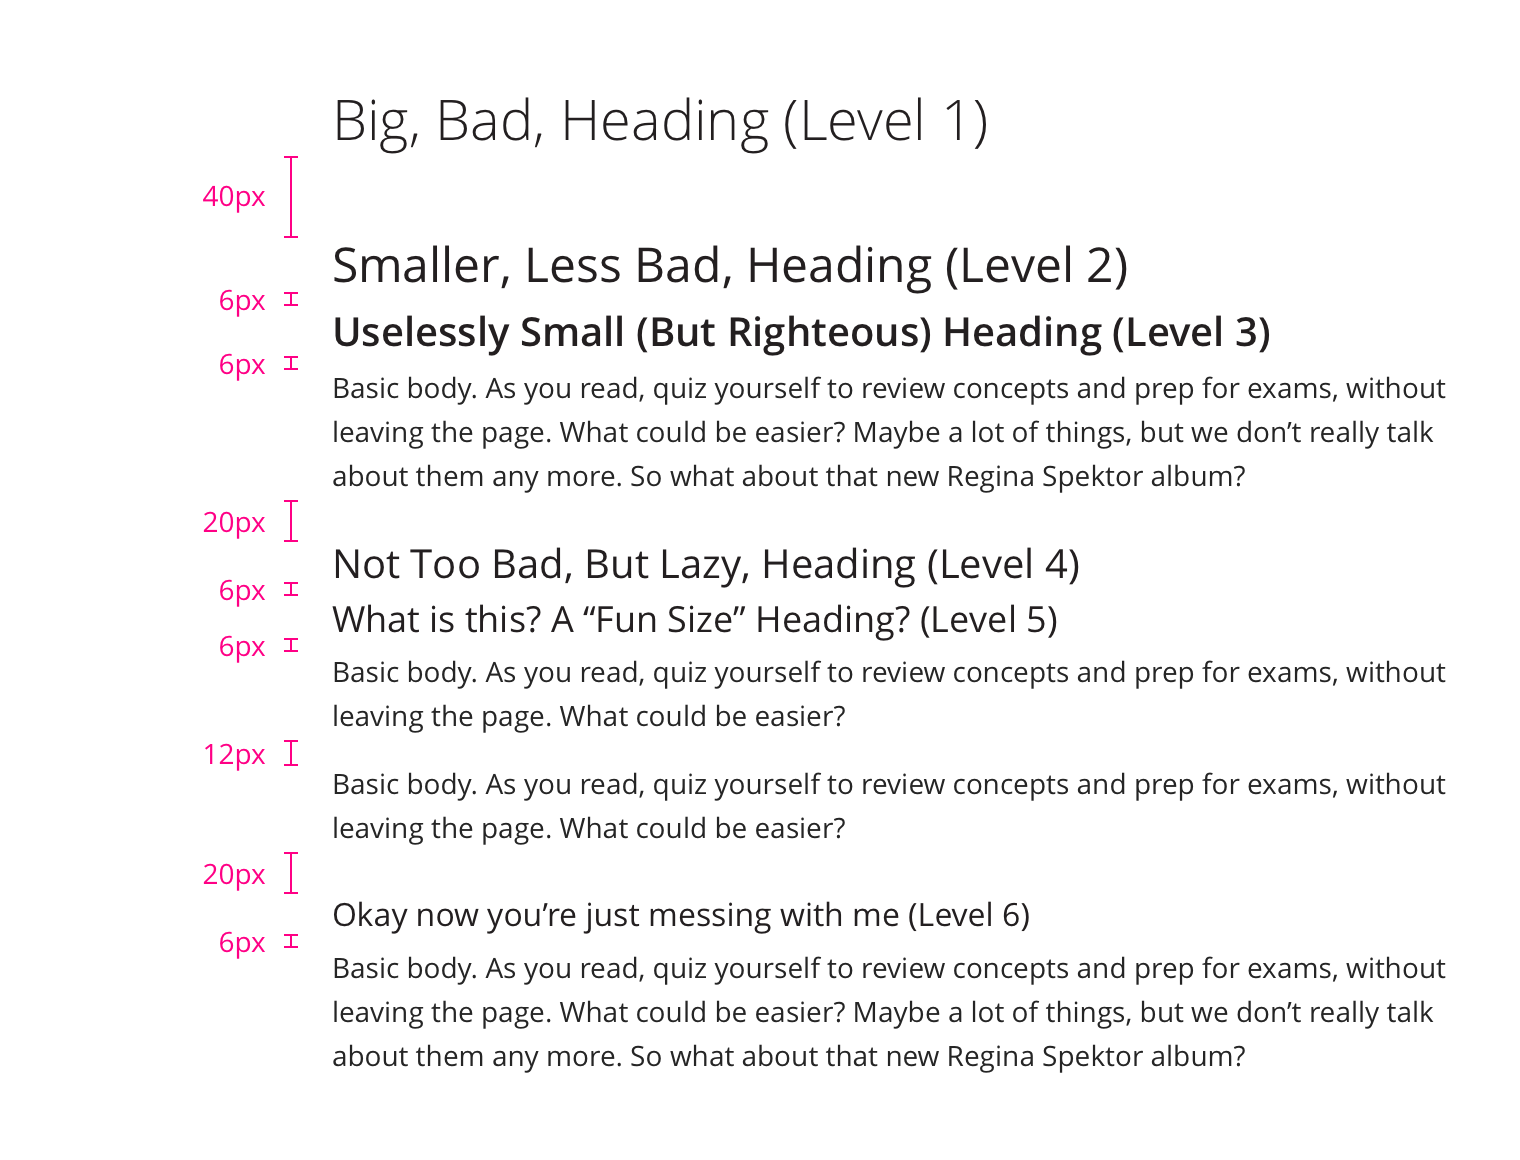 Big, Bad, Heading (Level 1)
40px
Smaller, Less Bad, Heading (Level 2)
6px
Uselessly Small (But Righteous) Heading (Level 3)
6px
Basic body. As you read, quiz yourself to review concepts and prep for exams, without
leaving the page. What could be easier? Maybe a lot of things, but we don’t really talk
about them any more. So what about that new Regina Spektor album?
20px
Not Too Bad, But Lazy, Heading (Level 4)
6px
What is this? A “Fun Size” Heading? (Level 5)
6px
Basic body. As you read, quiz yourself to review concepts and prep for exams, without
leaving the page. What could be easier?
12px
Basic body. As you read, quiz yourself to review concepts and prep for exams, without
leaving the page. What could be easier?
20px
Okay now you’re just messing with me (Level 6)
6px
Basic body. As you read, quiz yourself to review concepts and prep for exams, without
leaving the page. What could be easier? Maybe a lot of things, but we don’t really talk
about them any more. So what about that new Regina Spektor album?